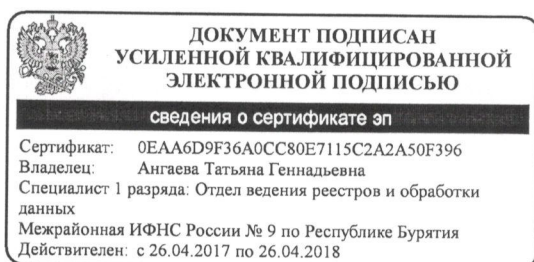 ДОКУМЕНТ ПОДПИСАН
УСИЛЕННОЙ КВАЛИФИЦИРОВАННОЙ
ЭЛЕКТРОННОЙ ПОДПИСЬЮ
сведения о сертификате эп
Сертификат: 0EAA6D9F36A0CC80E7115C2A2A50F396
Владелец: Ангаева Татьяна Геннадьевна
Специалист 1 разряда: Отдел ведения реестров и обработки
данных
Межрайонная ИФНС России № 9 по Республике Бурятия
Действителен: с 26.04.2017 по 26.04.2018